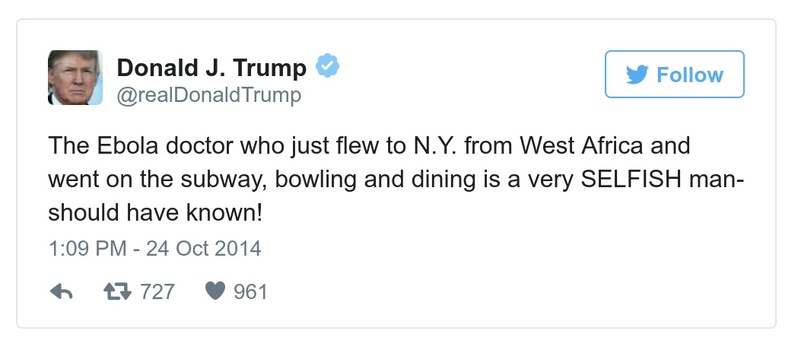 Donald J. Trump
@realDonaldTrump
Follow
The Ebola doctor who just flew to N.Y. from West Africa and
went on the subway, bowling and dining is a very SELFISH man-
should have known!
1:09 PM - 24 Oct 2014
727 961